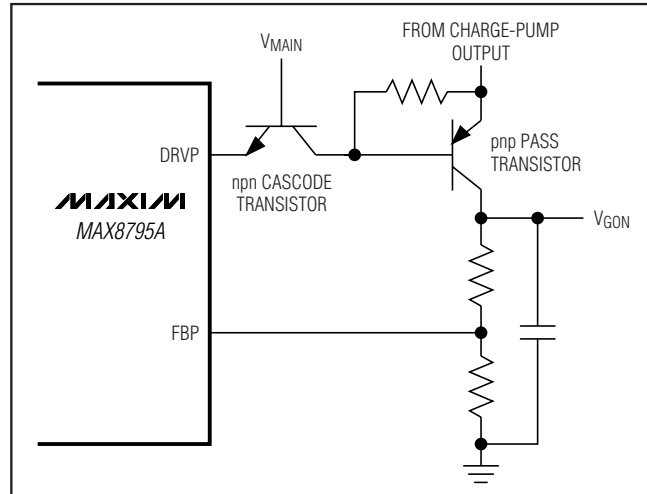 FROM CHARGE-PUMP
OUTPUT
VMAIN
pnp PASS
TRANSISTOR
DRVP
npn CASCODE
TRANSISTOR
MAXIM
MAX8795A
VGON
FBP